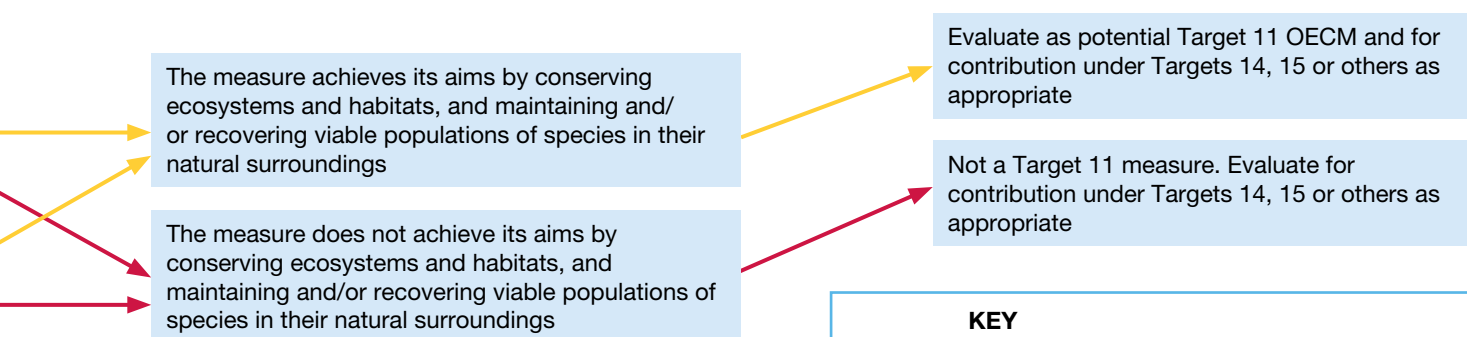 The measure achieves its aims by conserving
ecosystems and habitats, and maintaining and/
or recovering viable populations of species in their
natural surroundings
The measure does not achieve its aims by
conserving ecosystems and habitats, and
maintaining and/or recovering viable populations of
species in their natural surroundings
Evaluate as potential Target 11 OECM and for
contribution under Targets 14, 15 or others as
appropriate
Not a Target 11 measure. Evaluate for
contribution under Targets 14, 15 or others as
appropriate
KEY